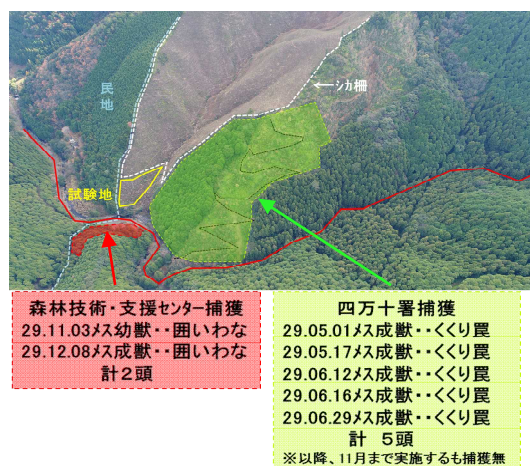 ←シカ柵
民地
試験地
森林技術・支援センター捕獲
29.11.03メス幼獣・・囲いわな
29.12.08メス成獣・・囲いわな
計2頭
四万十署捕獲
29.05.01メス成獣・・くくり罠
29.05.17メス成獣・・くくり罠
29.06.12メス成獣・・くくり罠
29.06.16メス成獣・・くくり罠
29.06.29メス成獣・・くくり罠
計 5頭
※以降、11月まで実施するも捕獲無